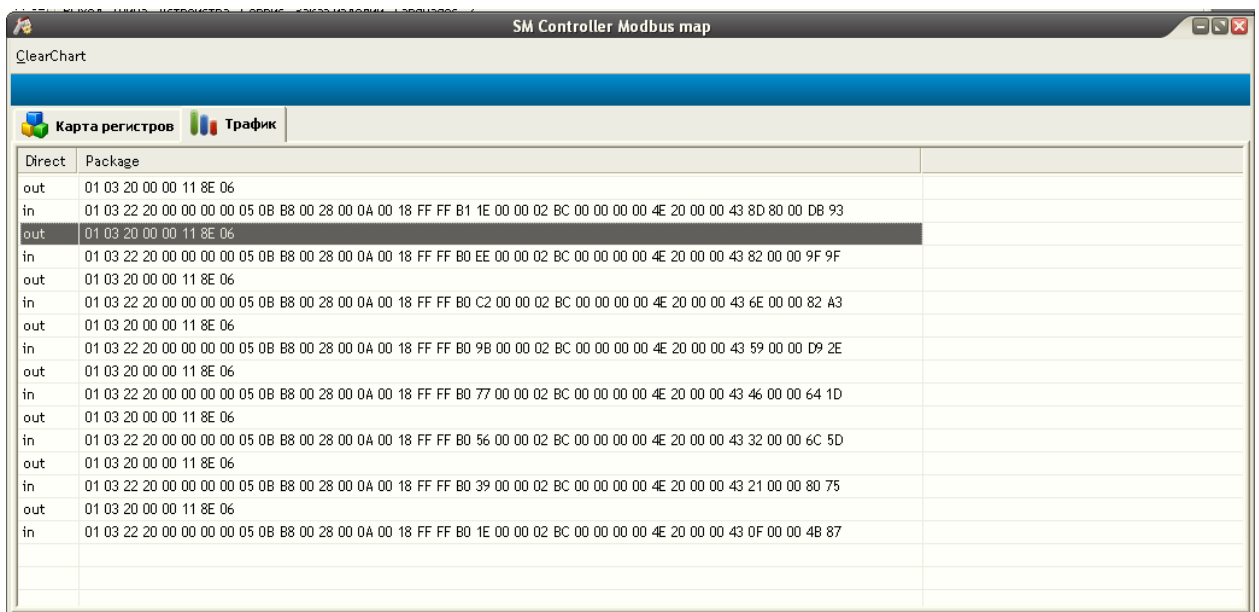 SM Controller Modbus map
ClearChart
Карта регистров Трафик
Direct Package
out 01 03 20 00 00 11 8E 06
in 01 03 22 20 00 00 00 00 05 0B B8 00 28 00 0A 00 18 FF FF B1 1E 00 00 02 BC 00 00 00 00 4E 20 00 00 43 8D 80 00 DB 93
out 01 03 20 00 00 11 8E 06
in 01 03 22 20 00 00 00 00 05 0B B8 00 28 00 0A 00 18 FF FF B0 EE 00 00 02 BC 00 00 00 00 4E 20 00 00 43 82 00 00 9F 9F
out 01 03 20 00 00 11 8E 06
in 01 03 22 20 00 00 00 00 05 0B B8 00 28 00 0A 00 18 FF FF B0 C2 00 00 02 BC 00 00 00 00 4E 20 00 00 43 6E 00 00 82 A3
out 01 03 20 00 00 11 8E 06
in 01 03 22 20 00 00 00 00 05 0B B8 00 28 00 0A 00 18 FF FF B0 9B 00 00 02 BC 00 00 00 00 4E 20 00 00 43 59 00 00 D9 2E
out 01 03 20 00 00 11 8E 06
in 01 03 22 20 00 00 00 00 05 0B B8 00 28 00 0A 00 18 FF FF B0 77 00 00 02 BC 00 00 00 00 4E 20 00 00 43 46 00 00 64 1D
out 01 03 20 00 00 11 8E 06
in 01 03 22 20 00 00 00 00 05 0B B8 00 28 00 0A 00 18 FF FF B0 56 00 00 02 BC 00 00 00 00 4E 20 00 00 43 32 00 00 6C 5D
out 01 03 20 00 00 11 8E 06
in 01 03 22 20 00 00 00 00 05 0B B8 00 28 00 0A 00 18 FF FF B0 39 00 00 02 BC 00 00 00 00 4E 20 00 00 43 21 00 00 80 75
out 01 03 20 00 00 11 8E 06
in 01 03 22 20 00 00 00 00 05 0B B8 00 28 00 0A 00 18 FF FF B0 1E 00 00 02 BC 00 00 00 00 4E 20 00 00 43 0F 00 00 4B 87